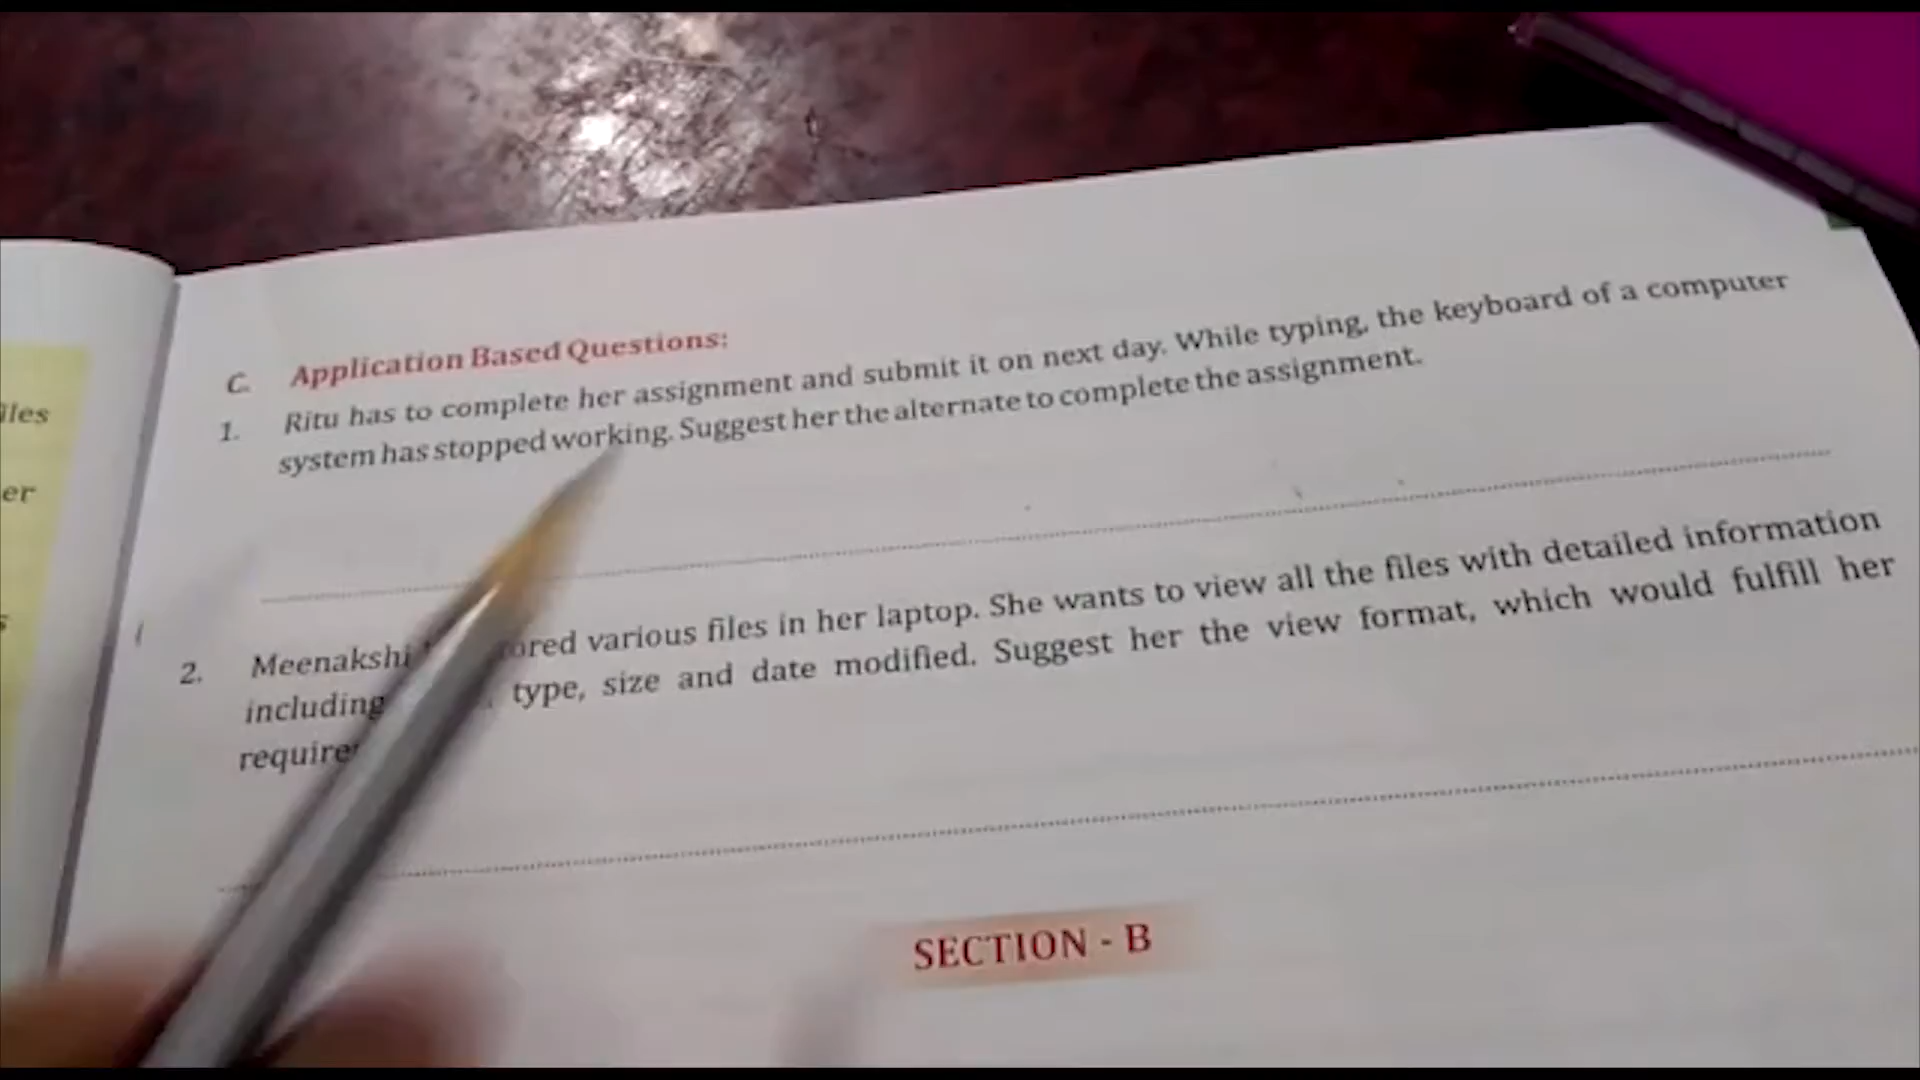 iles
er
C. Application Based Questions:
1. Ritu has to complete her assignment and submit it on next day. While typing, the keyboard of a computer
system has stopped working. Suggest her the alternate to complete the assignment.
2. Meenakshi ored various files in her laptop. She wants to view all the files with detailed information
including type, size and date modified. Suggest her the view format, which would fulfill her
require
SECTION - B